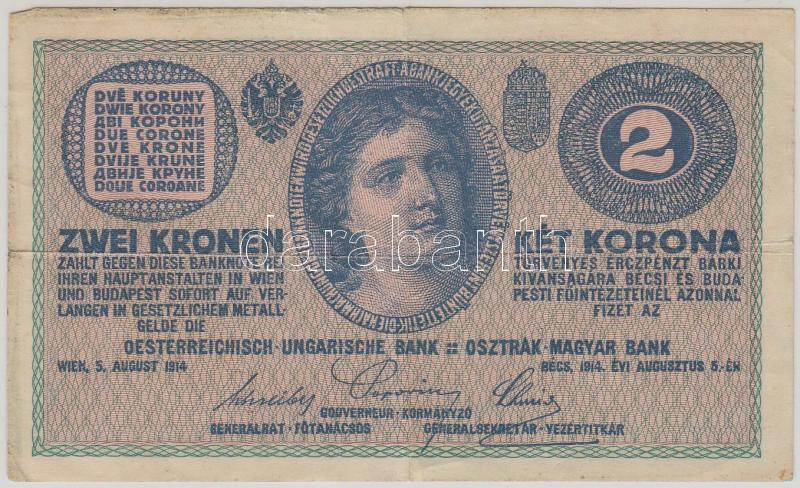 DVĚ KORUNY
DWIE KORONY
ДВІ КОРОНИ
DUE CORONE
DVE KRONE
DVIJE KRUNE
ДВИЈЕ КРУНЕ
DOUE COROANE
2
ZWEI KRONEN
ZAHLT GEGEN DIESE BANKNOTE BEI
IHREN HAUPTANSTALTEN IN WIEN
UND BUDAPEST SOFORT AUF VER-
LANGEN IN GESETZLICHEM METALL-
GELDE DIE
KÉT KORONA
TÖRVÉNYES ÉRCZPÉNZT BÁRKI
KIVÁNSÁGÁRA BÉCSI ÉS BUDA
PESTI FŐINTÉZETEINÉL AZONNAL
FIZET AZ
OESTERREICHISCH-UNGARISCHE BANK :: OSZTRÁK-MAGYAR BANK
WIEN, 5. AUGUST 1914
BÉCS, 1914. ÉVI AUGUSZTUS 5.-ÉN
GOUVERNEUR·KORMÁNYZÓ
GENERALRAT·FŐTANÁCSOS
GENERALSEKRETÄR·VEZÉRTITKÁR
darabanth